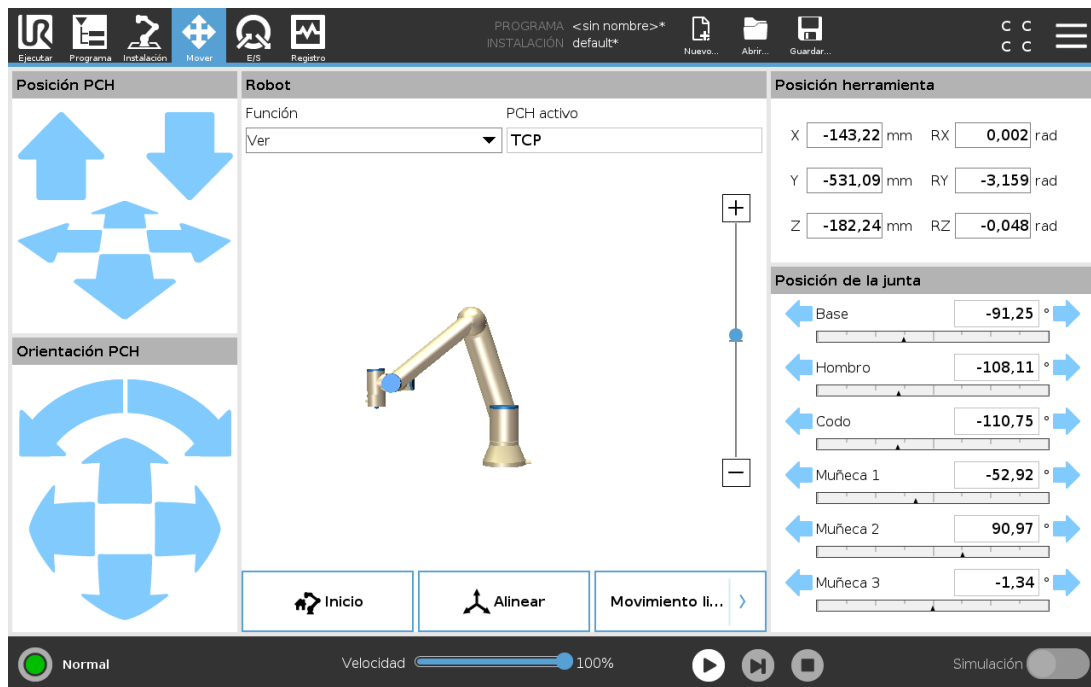 UR
Ejecutar
Programa
Instalación
Mover
E/S
Registro
PROGRAMA <sin nombre>*
INSTALACIÓN default*
Nuevo...
Abrir...
Guardar...
C C
C C
Posición PCH
Orientación PCH
Robot
Función
PCH activo
Ver
TCP
+
−
Inicio
Alinear
Movimiento li...
Posición herramienta
X -143,22 mm RX 0,002 rad
Y -531,09 mm RY -3,159 rad
Z -182,24 mm RZ -0,048 rad
Posición de la junta
Base -91,25 °
Hombro -108,11 °
Codo -110,75 °
Muñeca 1 -52,92 °
Muñeca 2 90,97 °
Muñeca 3 -1,34 °
Normal
Velocidad 100%
Simulación